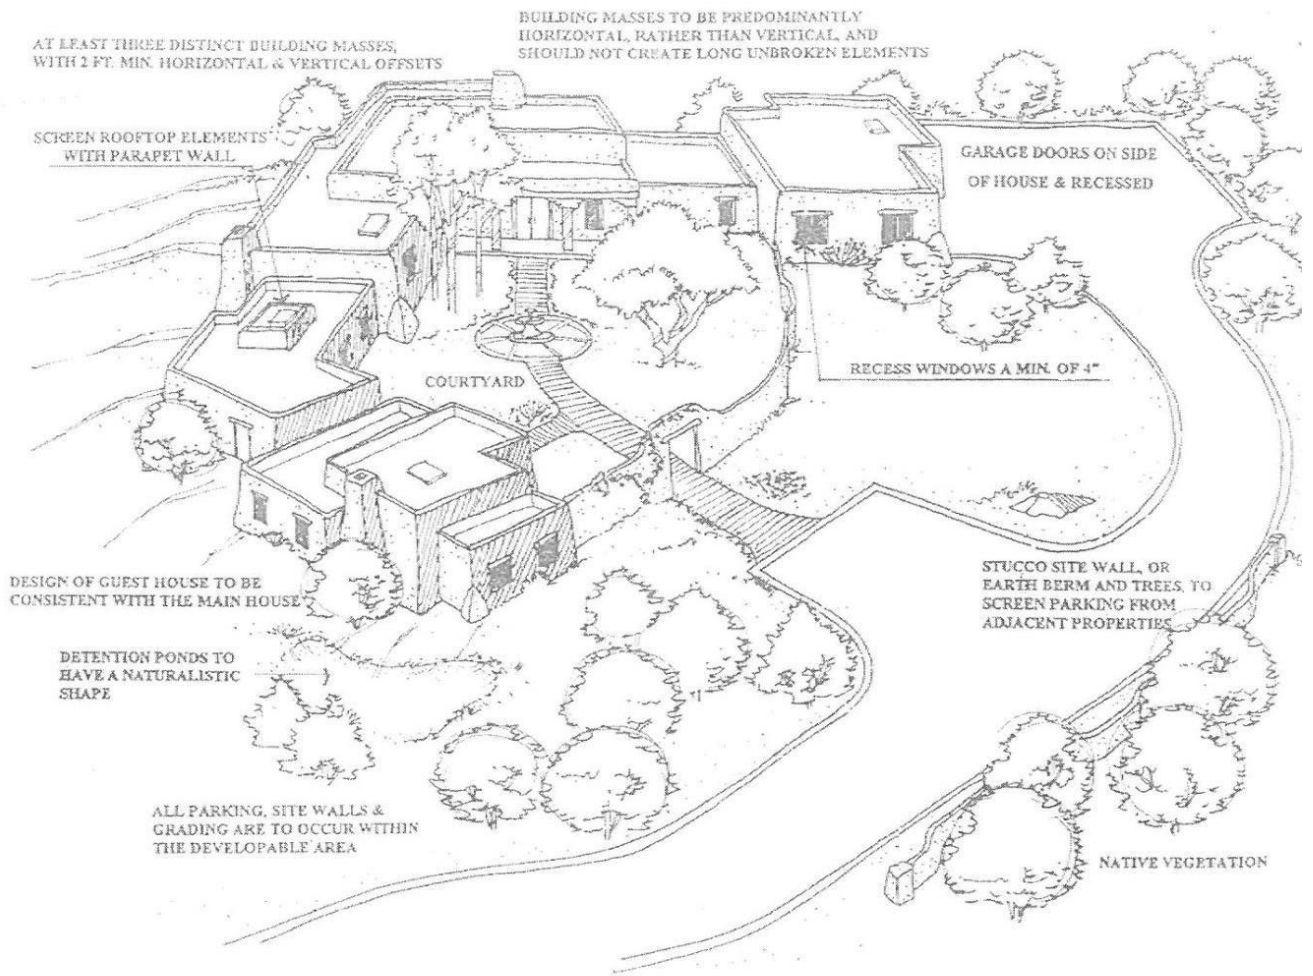 BUILDING MASSES TO BE PREDOMINANTLY
HORIZONTAL, RATHER THAN VERTICAL, AND
SHOULD NOT CREATE LONG UNBROKEN ELEMENTS
AT LEAST THREE DISTINCT BUILDING MASSES,
WITH 2 FT. MIN. HORIZONTAL & VERTICAL OFFSETS
SCREEN ROOFTOP ELEMENTS
WITH PARAPET WALL
GARAGE DOORS ON SIDE
OF HOUSE & RECESSED
RECESS WINDOWS A MIN. OF 4"
COURTYARD
DESIGN OF GUEST HOUSE TO BE
CONSISTENT WITH THE MAIN HOUSE
STUCCO SITE WALL, OR
EARTH BERM AND TREES, TO
SCREEN PARKING FROM
ADJACENT PROPERTIES
DETENTION PONDS TO
HAVE A NATURALISTIC
SHAPE
ALL PARKING, SITE WALLS &
GRADING ARE TO OCCUR WITHIN
THE DEVELOPABLE AREA
NATIVE VEGETATION